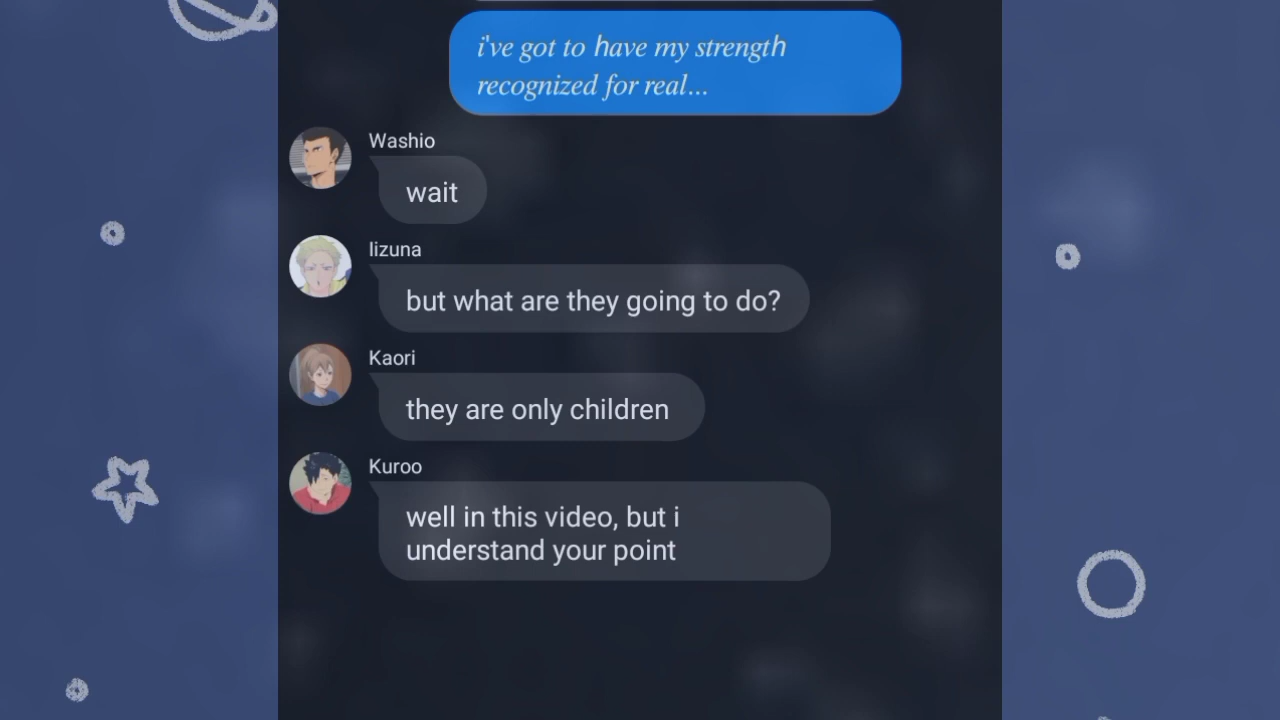 i've got to have my strength
recognized for real...
Washio
wait
Iizuna
but what are they going to do?
Kaori
they are only children
Kuroo
well in this video, but i
understand your point